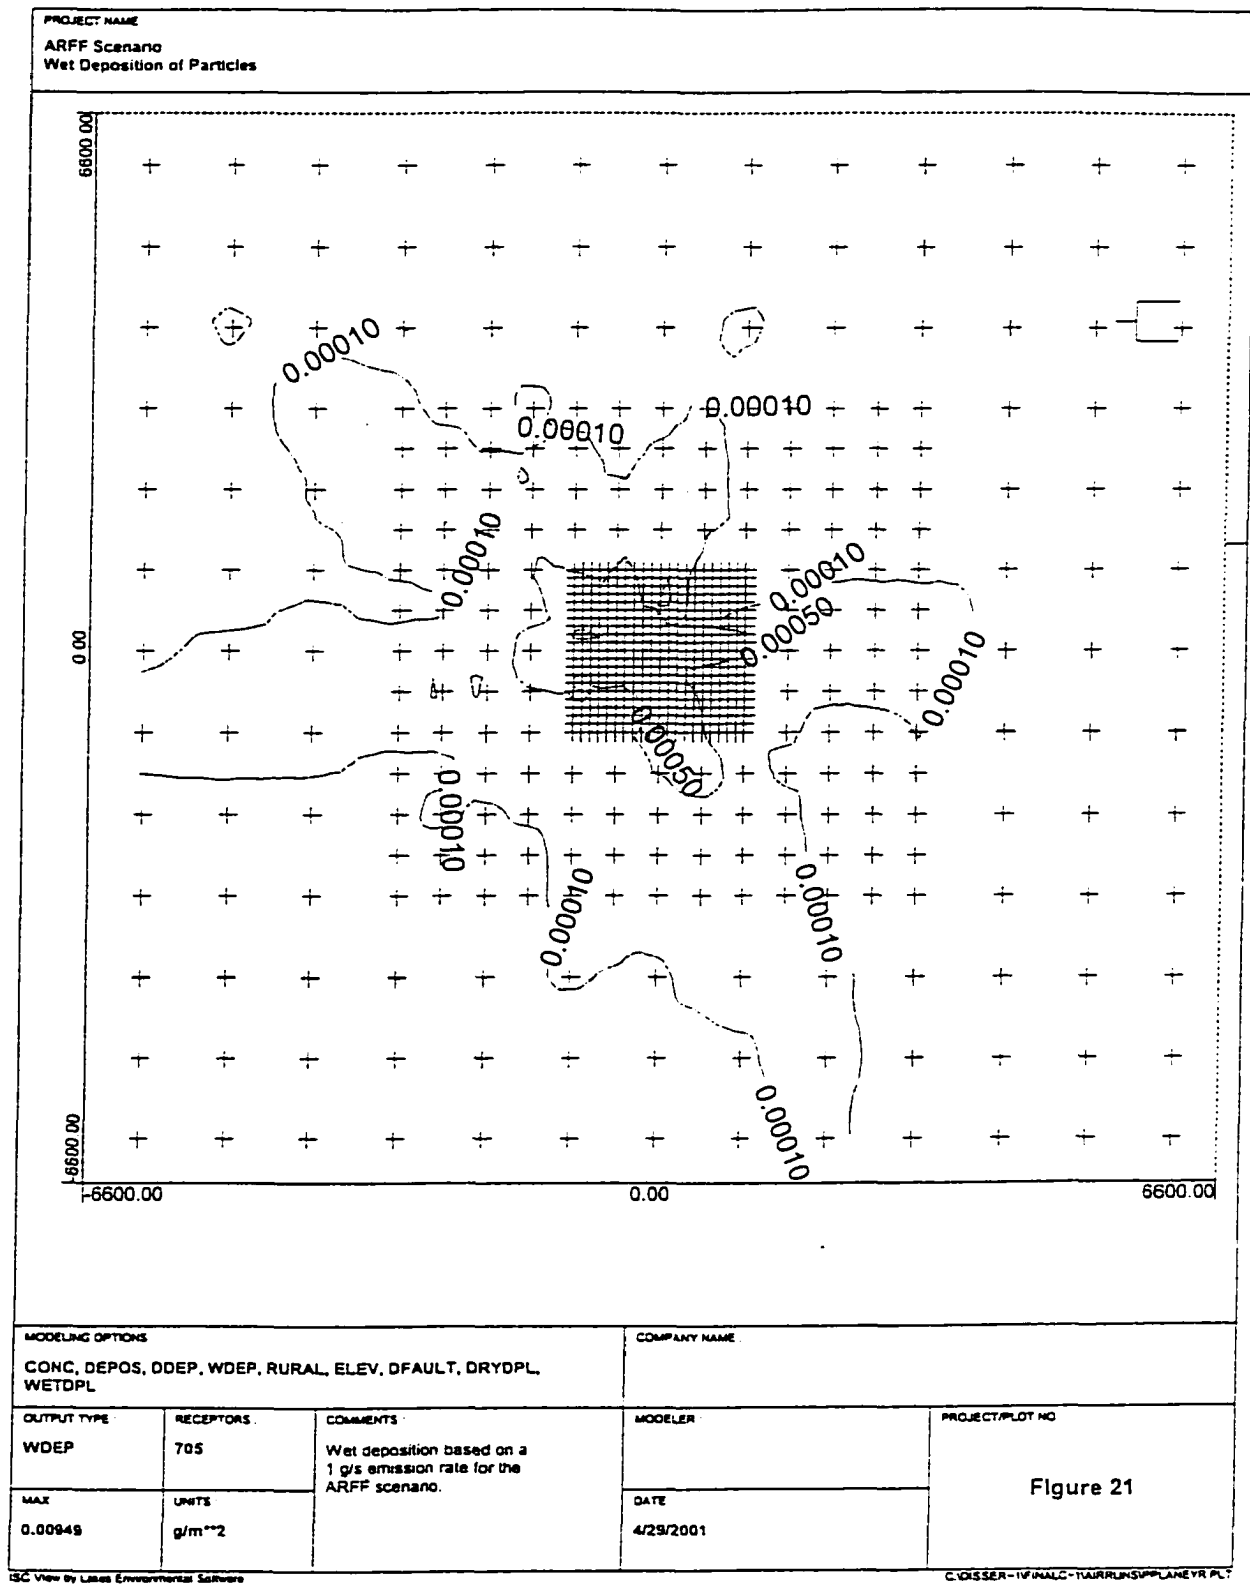 PROJECT NAME
ARFF Scenario
Wet Deposition of Particles
6600.00
0.00010
0.00010
0.00010
0.00010
0.00010
0.00050
0.00
0.00010
0.00050
0.00010
0.00010
0.00010
0.00010
-6600.00
-6600.00
0.00
6600.00
MODELING OPTIONS
CONC, DEPOS, DDEP, WDEP, RURAL, ELEV, DFAULT, DRYDPL,
WETDPL
COMPANY NAME
OUTPUT TYPE
WDEP
RECEPTORS
705
COMMENTS
Wet deposition based on a
1 g/s emission rate for the
ARFF scenario.
MODELER
PROJECT/PLOT NO
Figure 21
MAX
0.00949
UNITS
g/m**2
DATE
4/29/2001
ISC View by Lakes Environmental Software